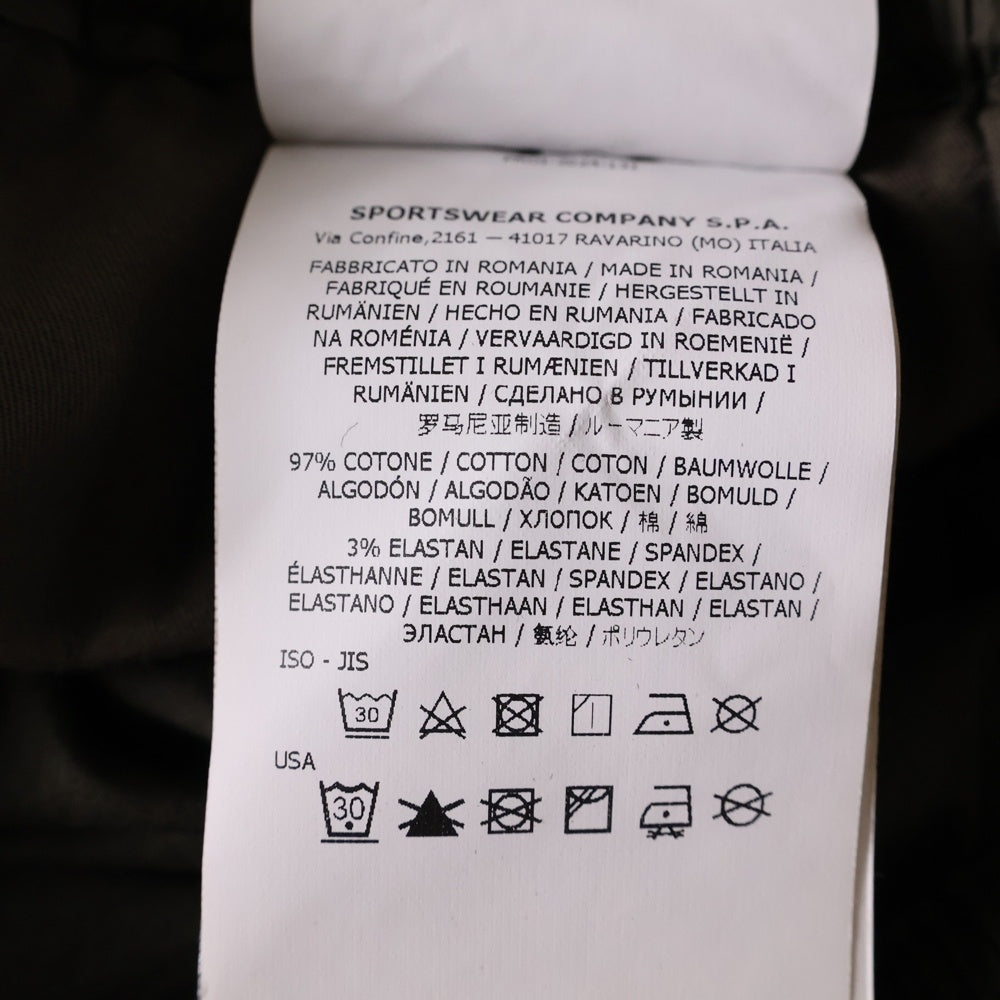 SPORTSWEAR COMPANY S.P.A.
Via Confine,2161 — 41017 RAVARINO (MO) ITALIA
FABBRICATO IN ROMANIA / MADE IN ROMANIA /
FABRIQUÉ EN ROUMANIE / HERGESTELLT IN
RUMÄNIEN / HECHO EN RUMANIA / FABRICADO
NA ROMÉNIA / VERVAARDIGD IN ROEMENIË /
FREMSTILLET I RUMÆNIEN / TILLVERKAD I
RUMÄNIEN / СДЕЛАНО В РУМЫНИИ /
罗马尼亚制造 / ルーマニア製
97% COTONE / COTTON / COTON / BAUMWOLLE /
ALGODÓN / ALGODÃO / KATOEN / BOMULD /
BOMULL / ХЛОПОК / 棉 / 綿
3% ELASTAN / ELASTANE / SPANDEX /
ÉLASTHANNE / ELASTAN / SPANDEX / ELASTANO /
ELASTANO / ELASTHAAN / ELASTHAN / ELASTAN /
ЭЛАСТАН / 氨纶 / ポリウレタン
ISO - JIS
30
USA
30